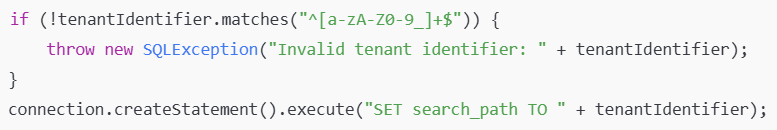 if (!tenantIdentifier.matches("^[a-zA-Z0-9_]+$")) {
    throw new SQLException("Invalid tenant identifier: " + tenantIdentifier);
}
connection.createStatement().execute("SET search_path TO " + tenantIdentifier);